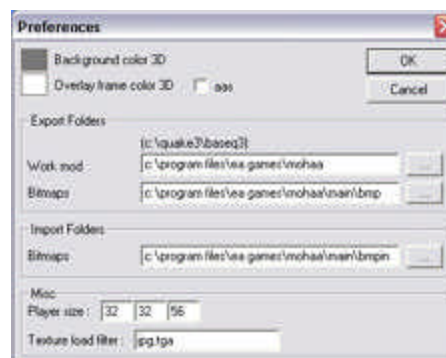 Preferences
Background color 3D
OK
Overlay frame color 3D
aas
Cancel
Export Folders
(c:\quake3\baseq3)
Work mod
c:\program files\ea games\mohaa
...
Bitmaps
c:\program files\ea games\mohaa\main\bmp
...
Import Folders
Bitmaps
c:\program files\ea games\mohaa\main\bmpin
...
Misc
Player size : 32 32 56
Texture load filter : jpg,tga